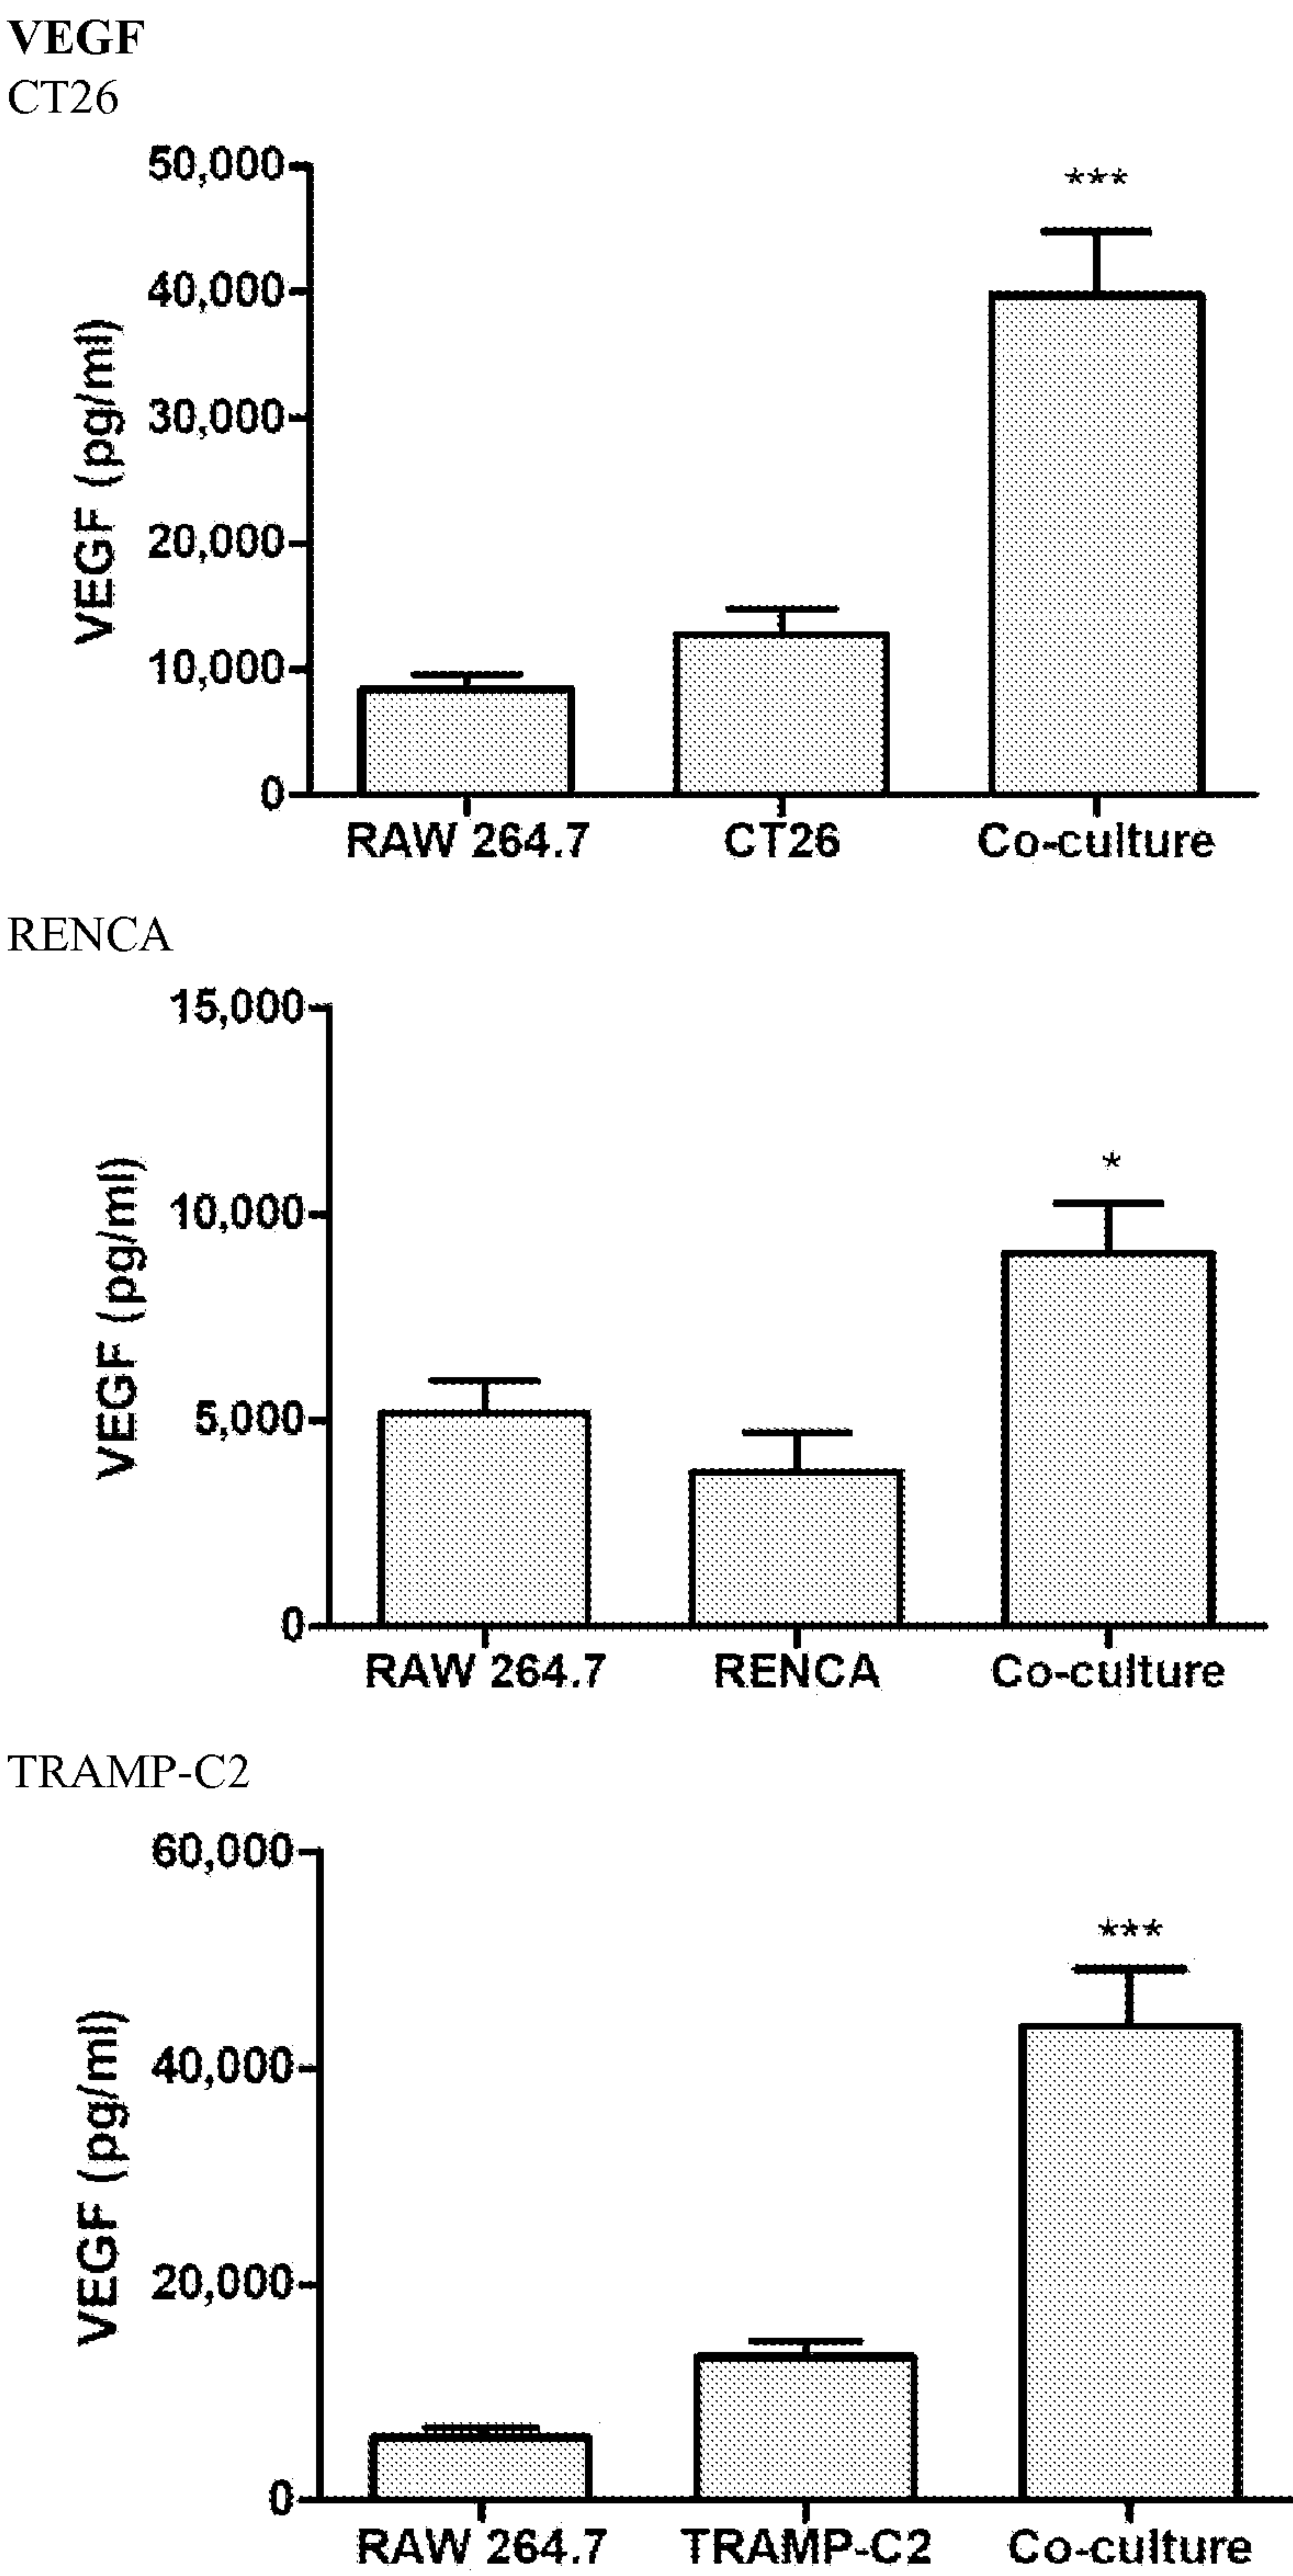 VEGF
CT26
50,000
***
40,000
30,000
VEGF (pg/ml)
20,000
10,000
0
RAW 264.7 CT26 Co-culture
RENCA
15,000
*
10,000
VEGF (pg/ml)
5,000
0
RAW 264.7 RENCA Co-culture
TRAMP-C2
60,000
***
40,000
VEGF (pg/ml)
20,000
0
RAW 264.7 TRAMP-C2 Co-culture